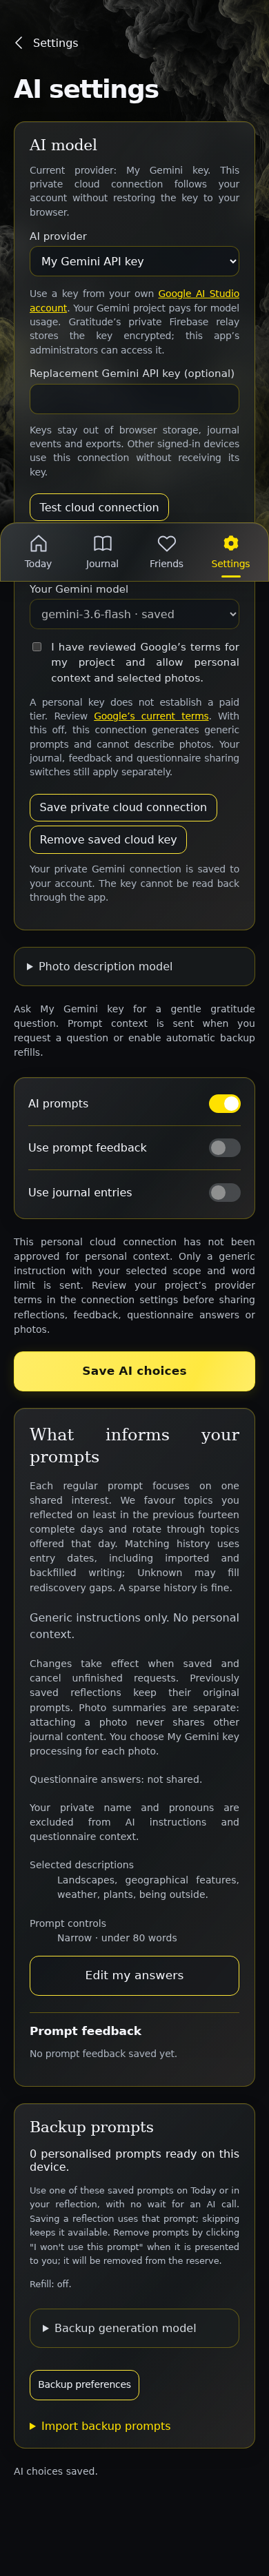 Settings
AI settings
AI model
Current provider: My Gemini key. This
private cloud connection follows your
account without restoring the key to your
browser.
AI provider
My Gemini API key
Use a key from your own Google AI Studio
account. Your Gemini project pays for model
usage. Gratitude's private Firebase relay
stores the key encrypted; this app's
administrators can access it.
Replacement Gemini API key (optional)
Keys stay out of browser storage, journal
events and exports. Other signed-in devices
use this connection without receiving its
key.
Test cloud connection
Today
Journal
Friends
Settings
Your Gemini model
gemini-3.6-flash · saved
I have reviewed Google's terms for
my project and allow personal
context and selected photos.
A personal key does not establish a paid
tier. Review Google's current terms. With
this off, this connection generates generic
prompts and cannot describe photos. Your
journal, feedback and questionnaire sharing
switches still apply separately.
Save private cloud connection
Remove saved cloud key
Your private Gemini connection is saved to
your account. The key cannot be read back
through the app.
Photo description model
Ask My Gemini key for a gentle gratitude
question. Prompt context is sent when you
request a question or enable automatic backup
refills.
AI prompts
Use prompt feedback
Use journal entries
This personal cloud connection has not been
approved for personal context. Only a generic
instruction with your selected scope and word
limit is sent. Review your project's provider
terms in the connection settings before sharing
reflections, feedback, questionnaire answers or
photos.
Save AI choices
What informs your
prompts
Each regular prompt focuses on one
shared interest. We favour topics you
reflected on least in the previous fourteen
complete days and rotate through topics
offered that day. Matching history uses
entry dates, including imported and
backfilled writing; Unknown may fill
rediscovery gaps. A sparse history is fine.
Generic instructions only. No personal
context.
Changes take effect when saved and
cancel unfinished requests. Previously
saved reflections keep their original
prompts. Photo summaries are separate:
attaching a photo never shares other
journal content. You choose My Gemini key
processing for each photo.
Questionnaire answers: not shared.
Your private name and pronouns are
excluded from AI instructions and
questionnaire context.
Selected descriptions
Landscapes, geographical features,
weather, plants, being outside.
Prompt controls
Narrow · under 80 words
Edit my answers
Prompt feedback
No prompt feedback saved yet.
Backup prompts
0 personalised prompts ready on this
device.
Use one of these saved prompts on Today or in
your reflection, with no wait for an AI call.
Saving a reflection uses that prompt; skipping
keeps it available. Remove prompts by clicking
"I won't use this prompt" when it is presented
to you; it will be removed from the reserve.
Refill: off.
Backup generation model
Backup preferences
Import backup prompts
AI choices saved.